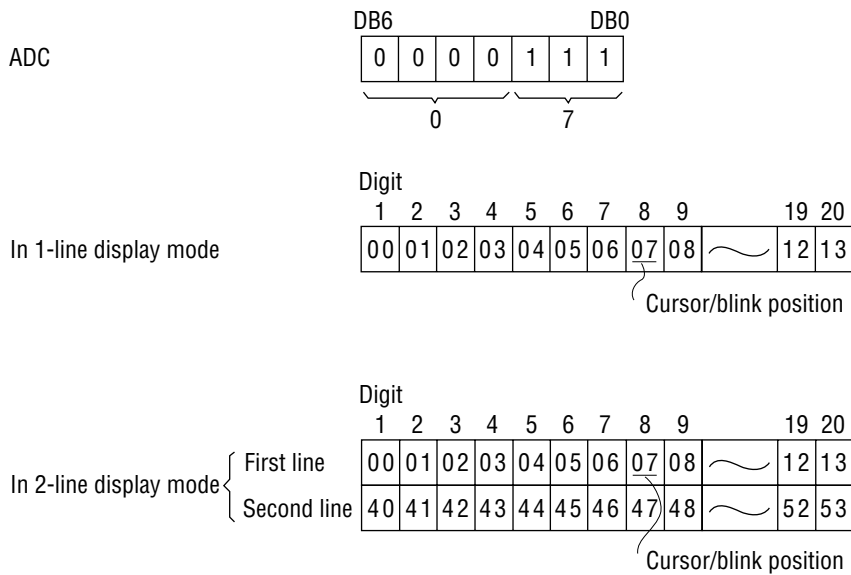 DB6 DB0
ADC 0 0 0 0 1 1 1
0 7
Digit
1 2 3 4 5 6 7 8 9 19 20
In 1-line display mode 00 01 02 03 04 05 06 07 08 12 13
Cursor/blink position
Digit
1 2 3 4 5 6 7 8 9 19 20
In 2-line display mode
First line 00 01 02 03 04 05 06 07 08 12 13
Second line 40 41 42 43 44 45 46 47 48 52 53
Cursor/blink position